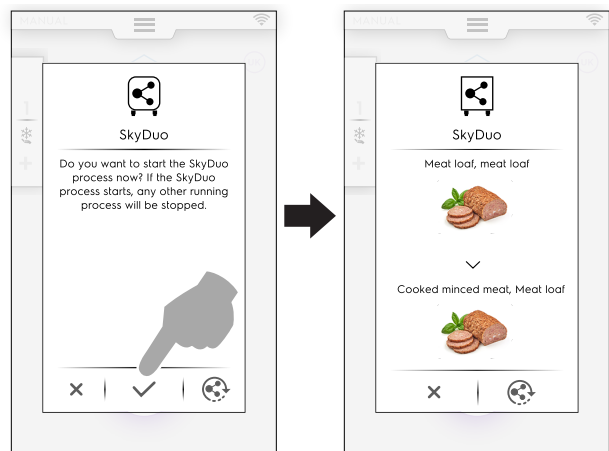 MANUAL
1
SkyDuo
Do you want to start the SkyDuo
process now? If the SkyDuo
process starts, any other running
process will be stopped.
MANUAL
1
SkyDuo
Meat loaf, meat loaf
Cooked minced meat, Meat loaf